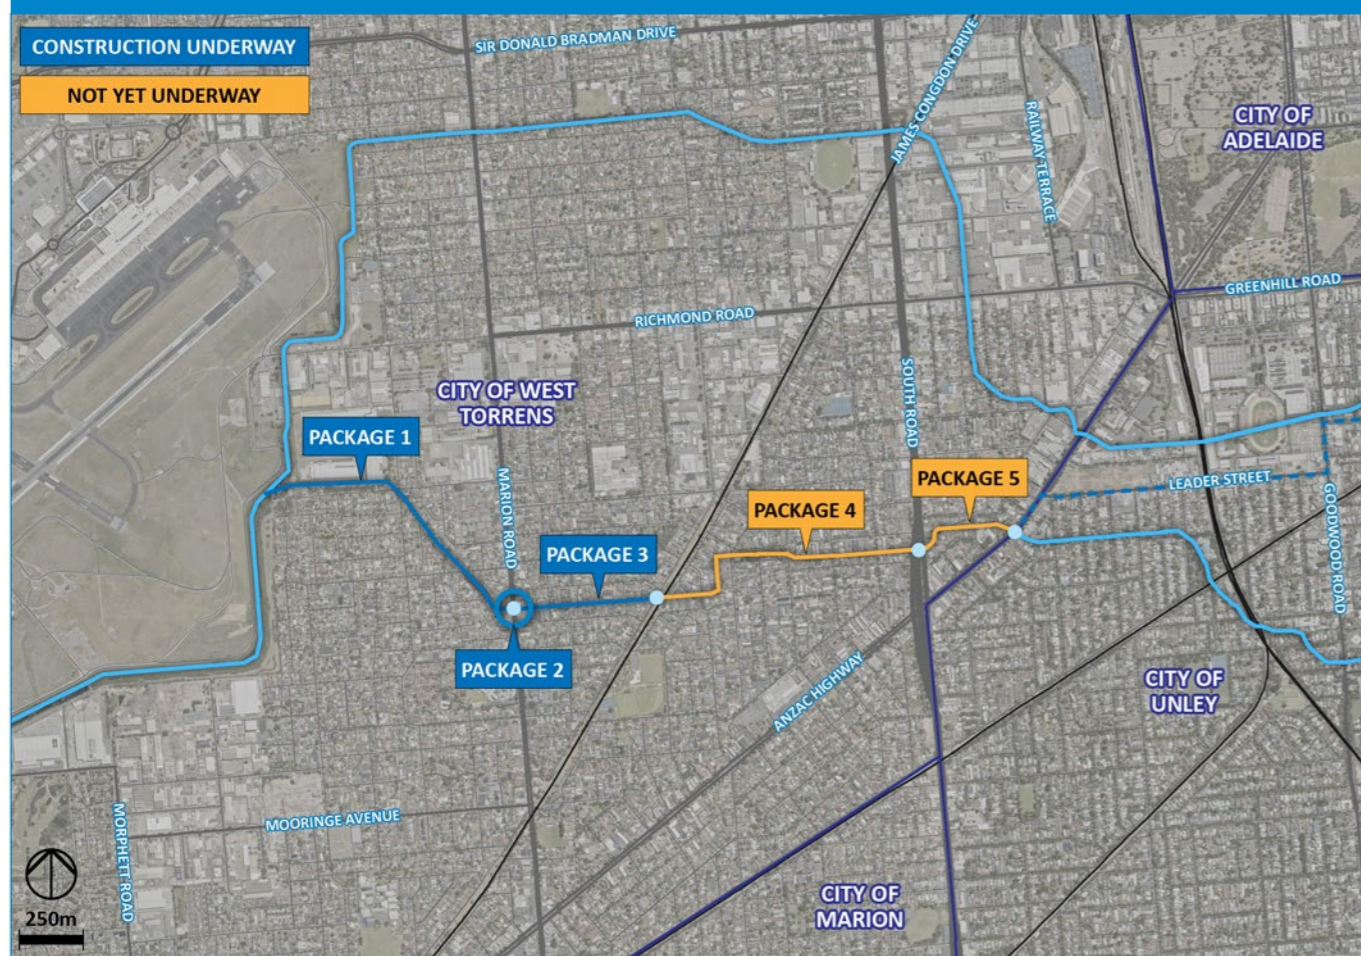 CONSTRUCTION UNDERWAY
NOT YET UNDERWAY
SIR DONALD BRADMAN DRIVE
JAMES CONGDON DRIVE
RAILWAY TERRACE
CITY OF
ADELAIDE
GREENHILL ROAD
RICHMOND ROAD
CITY OF WEST
TORRENS
SOUTH ROAD
PACKAGE 1
MARION ROAD
PACKAGE 5
LEADER STREET
GOODWOOD ROAD
PACKAGE 4
PACKAGE 3
PACKAGE 2
ANZAC HIGHWAY
CITY OF
UNLEY
MORPHETT ROAD
MOORINGE AVENUE
CITY OF
MARION
250m